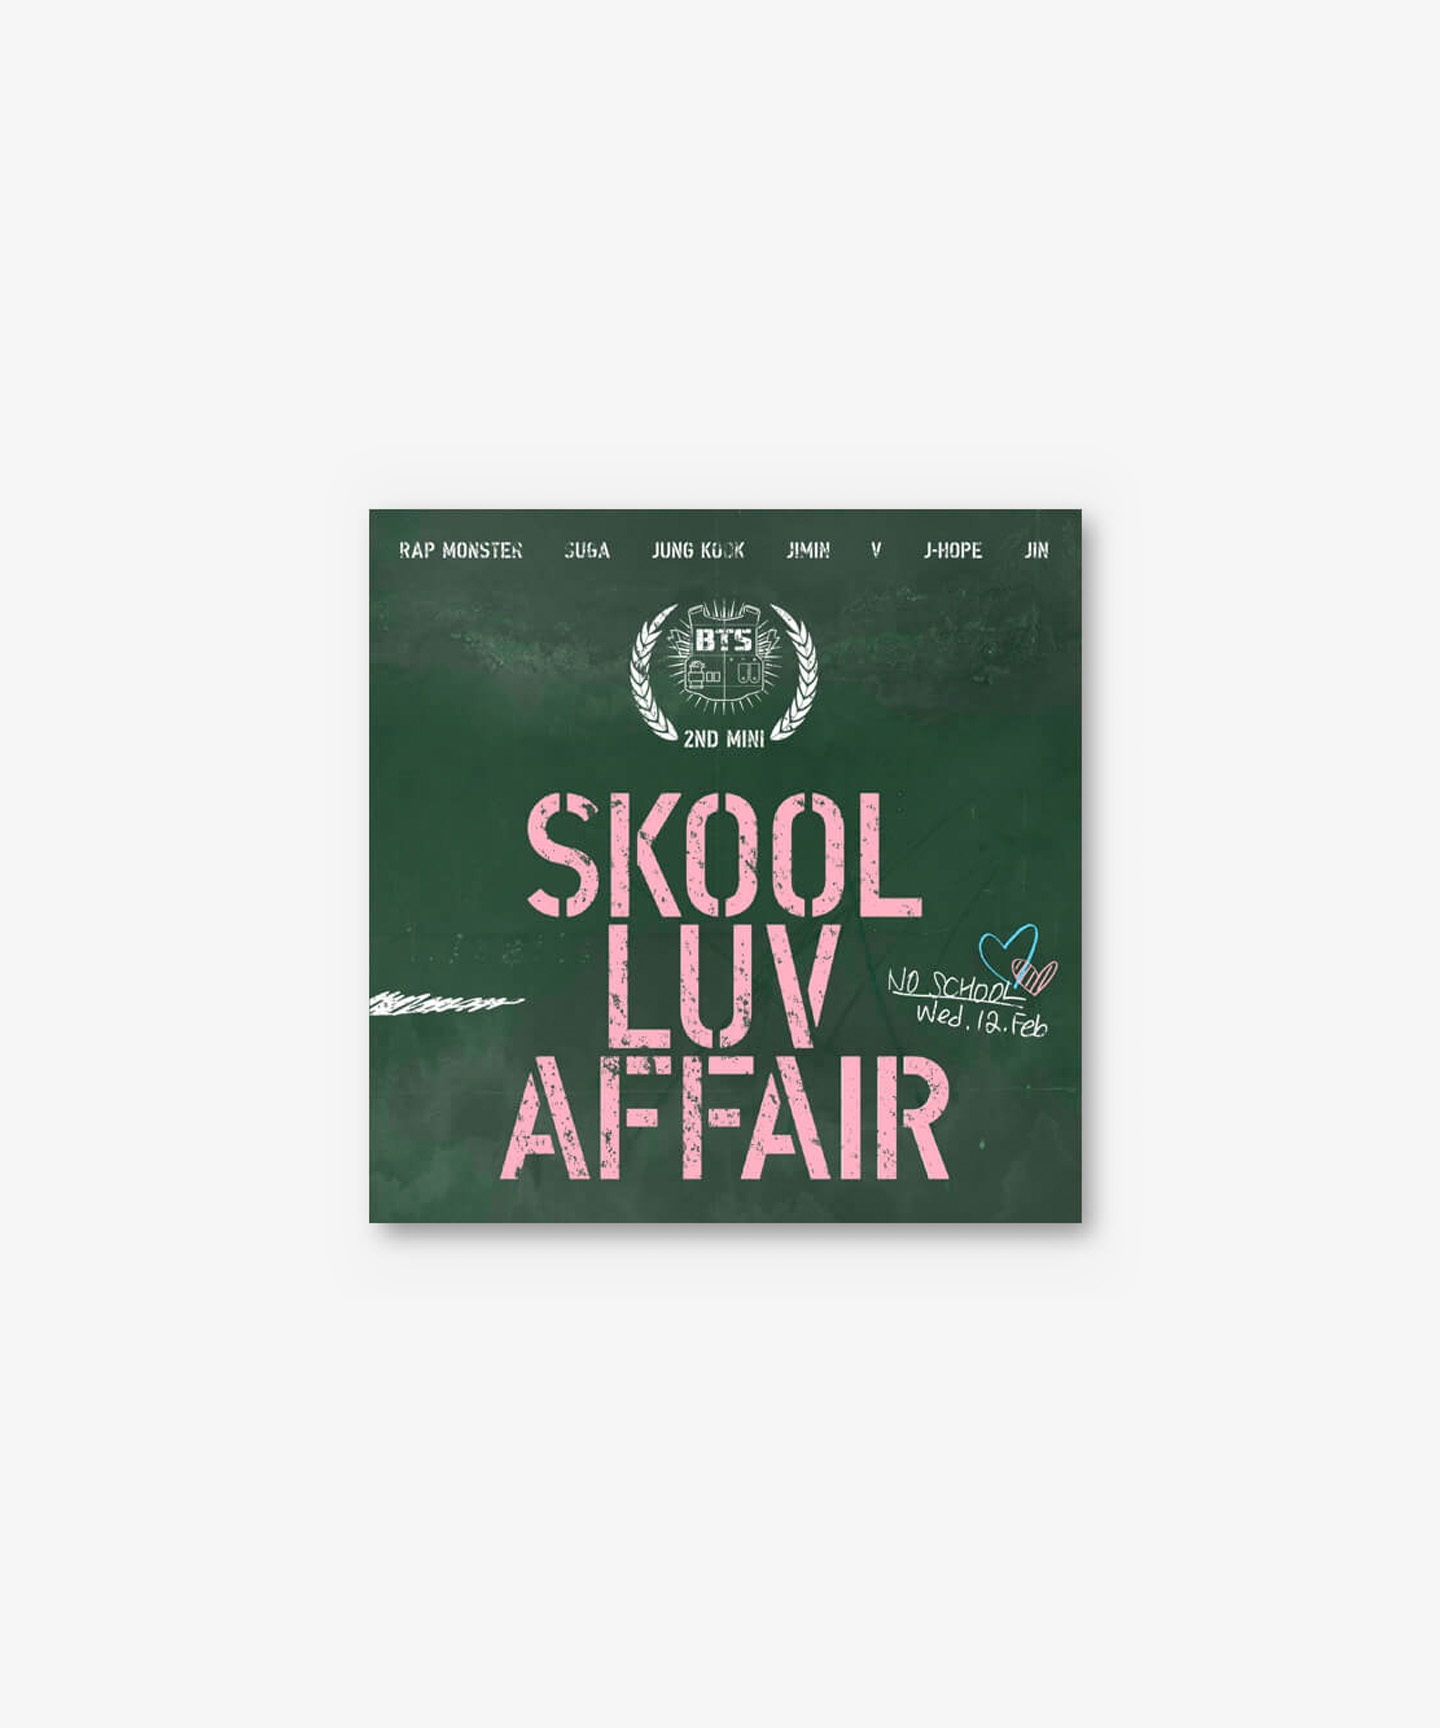 RAP MONSTER SUGA JUNG KOOK JIMIN V J-HOPE JIN
BTS
2ND MINI
SKOOL
LUV
AFFAIR
NO SCHOOL
Wed. 12. Feb